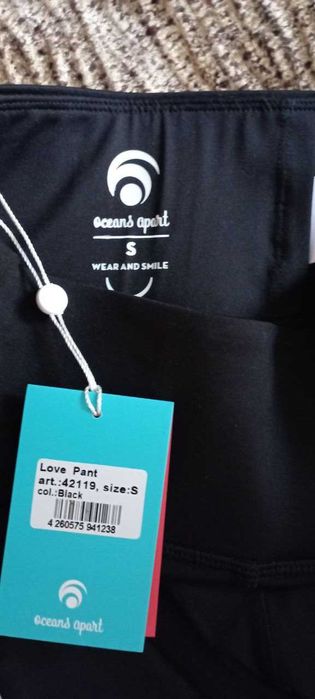 oceans apart
S
WEAR AND SMILE
Love Pant
art.:42119, size:S
col.:Black
4 260575 941238
oceans apart